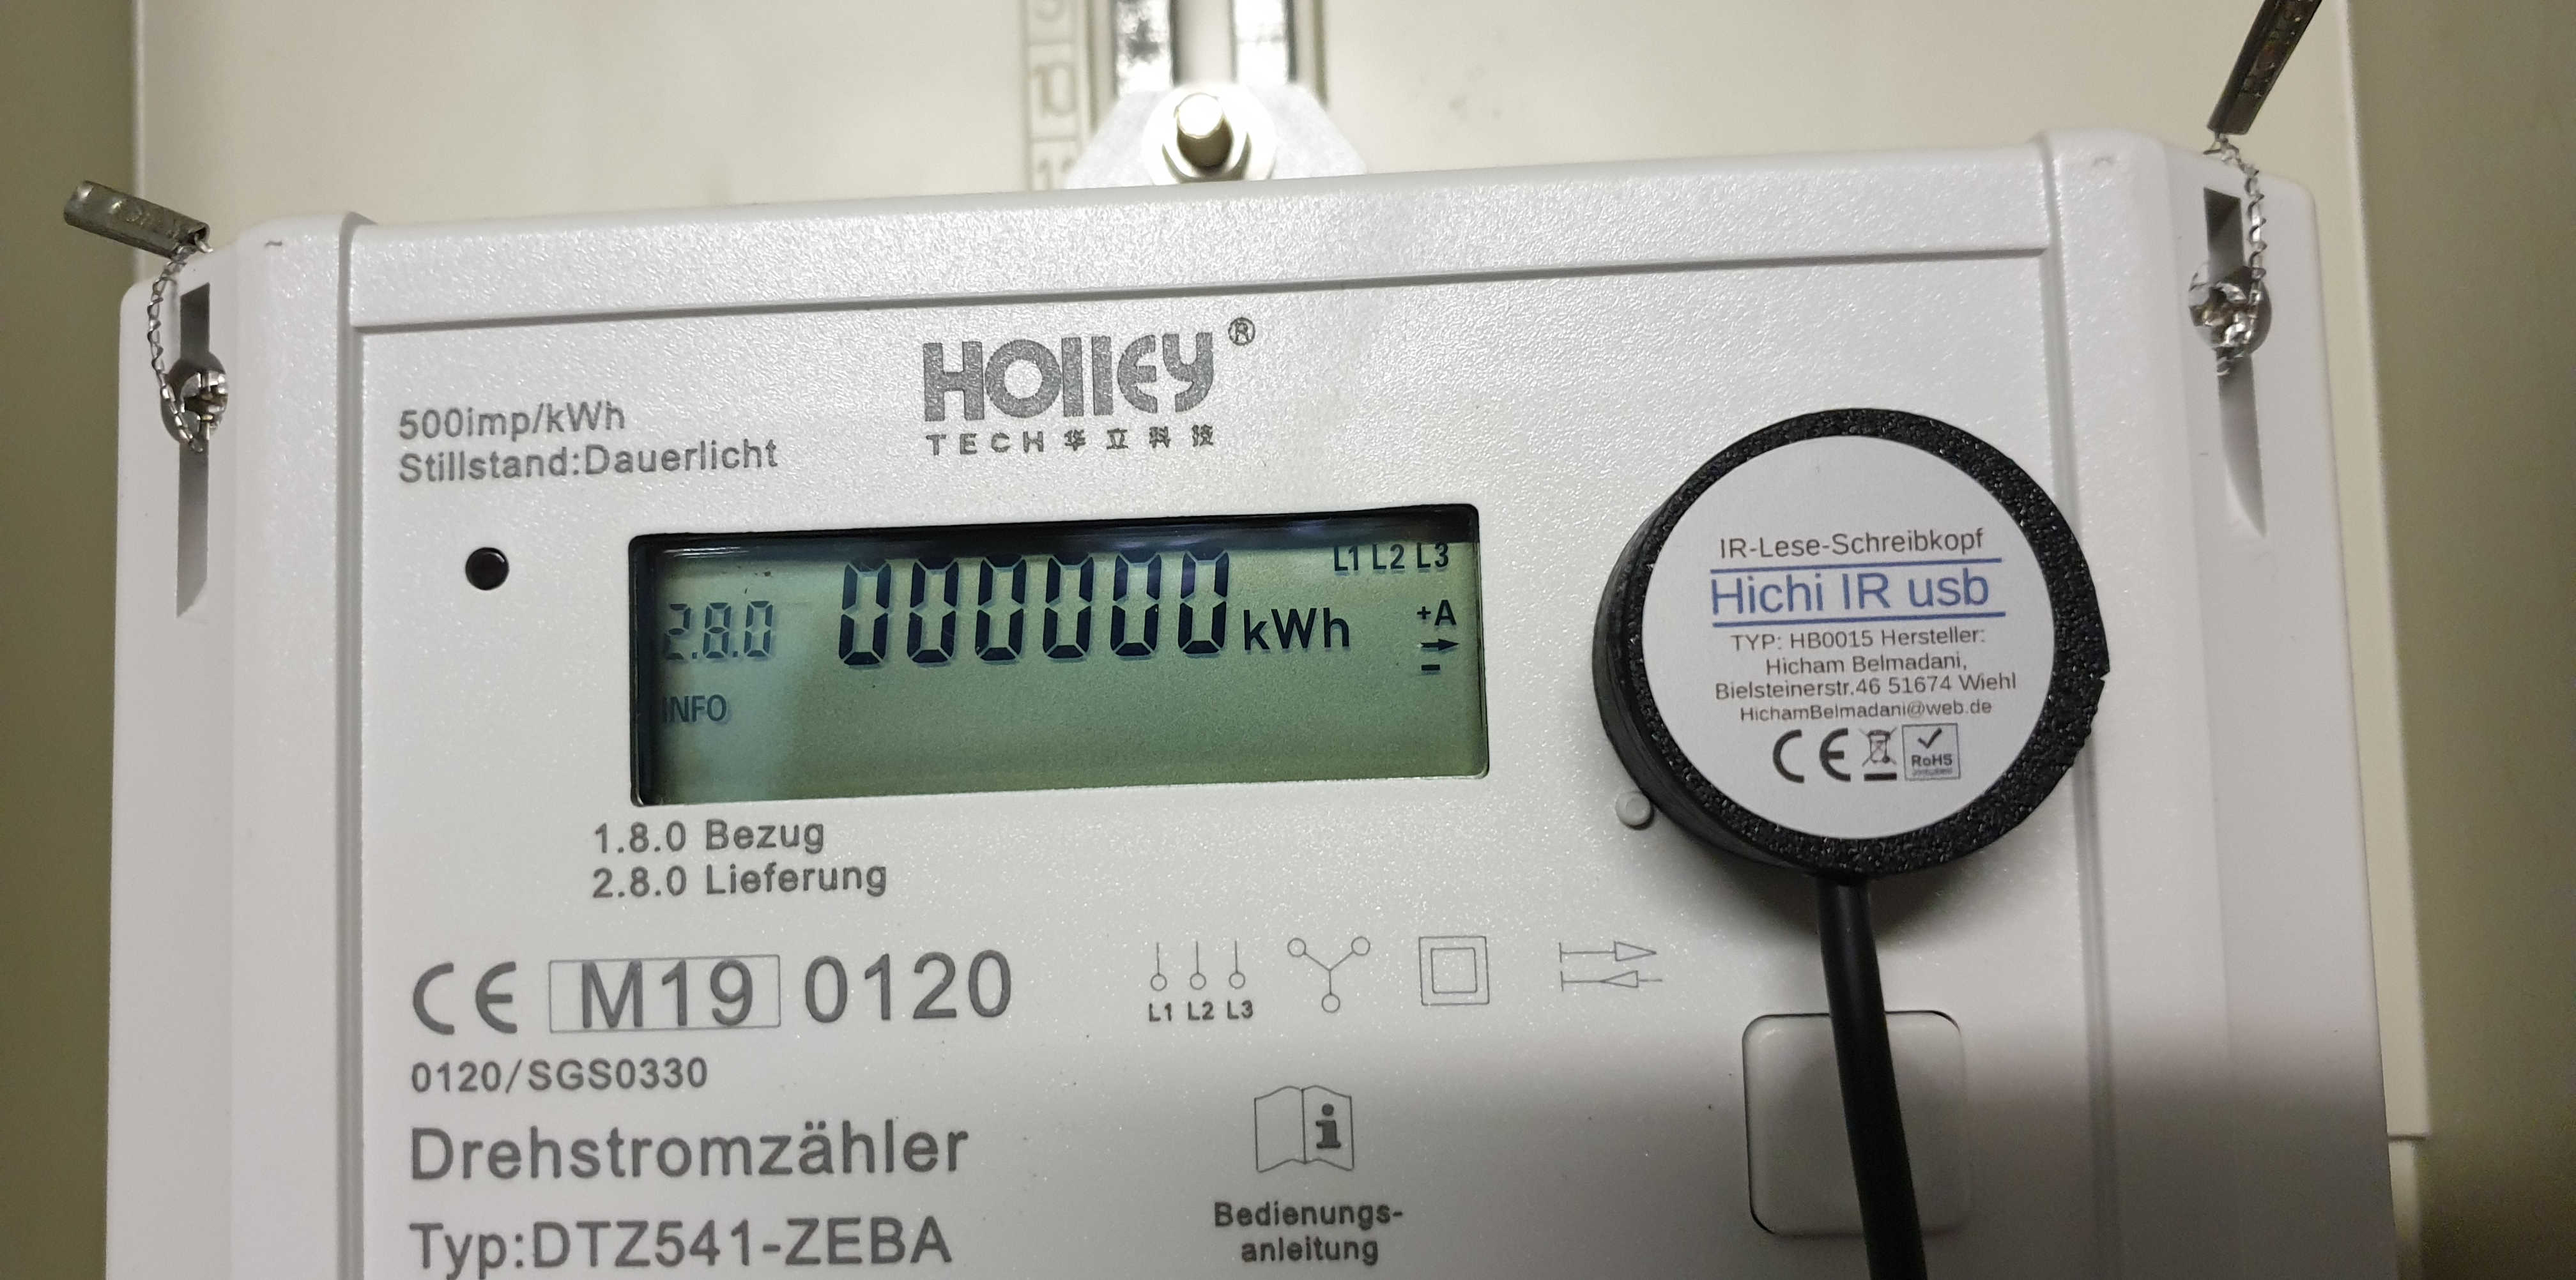 HOLLEY®
TECH 华立科技
500imp/kWh
Stillstand:Dauerlicht
L1 L2 L3
2.8.0 000000 kWh
+A
INFO
1.8.0 Bezug
2.8.0 Lieferung
IR-Lese-Schreibkopf
Hichi IR usb
TYP: HB0015 Hersteller:
Hicham Belmadani,
Bielsteinerstr.46 51674 Wiehl
HichamBelmadani@web.de
CE
RoHS
CE M19 0120
L1 L2 L3
0120/SGS0330
Drehstromzähler
Typ:DTZ541-ZEBA
i
Bedienungs-
anleitung